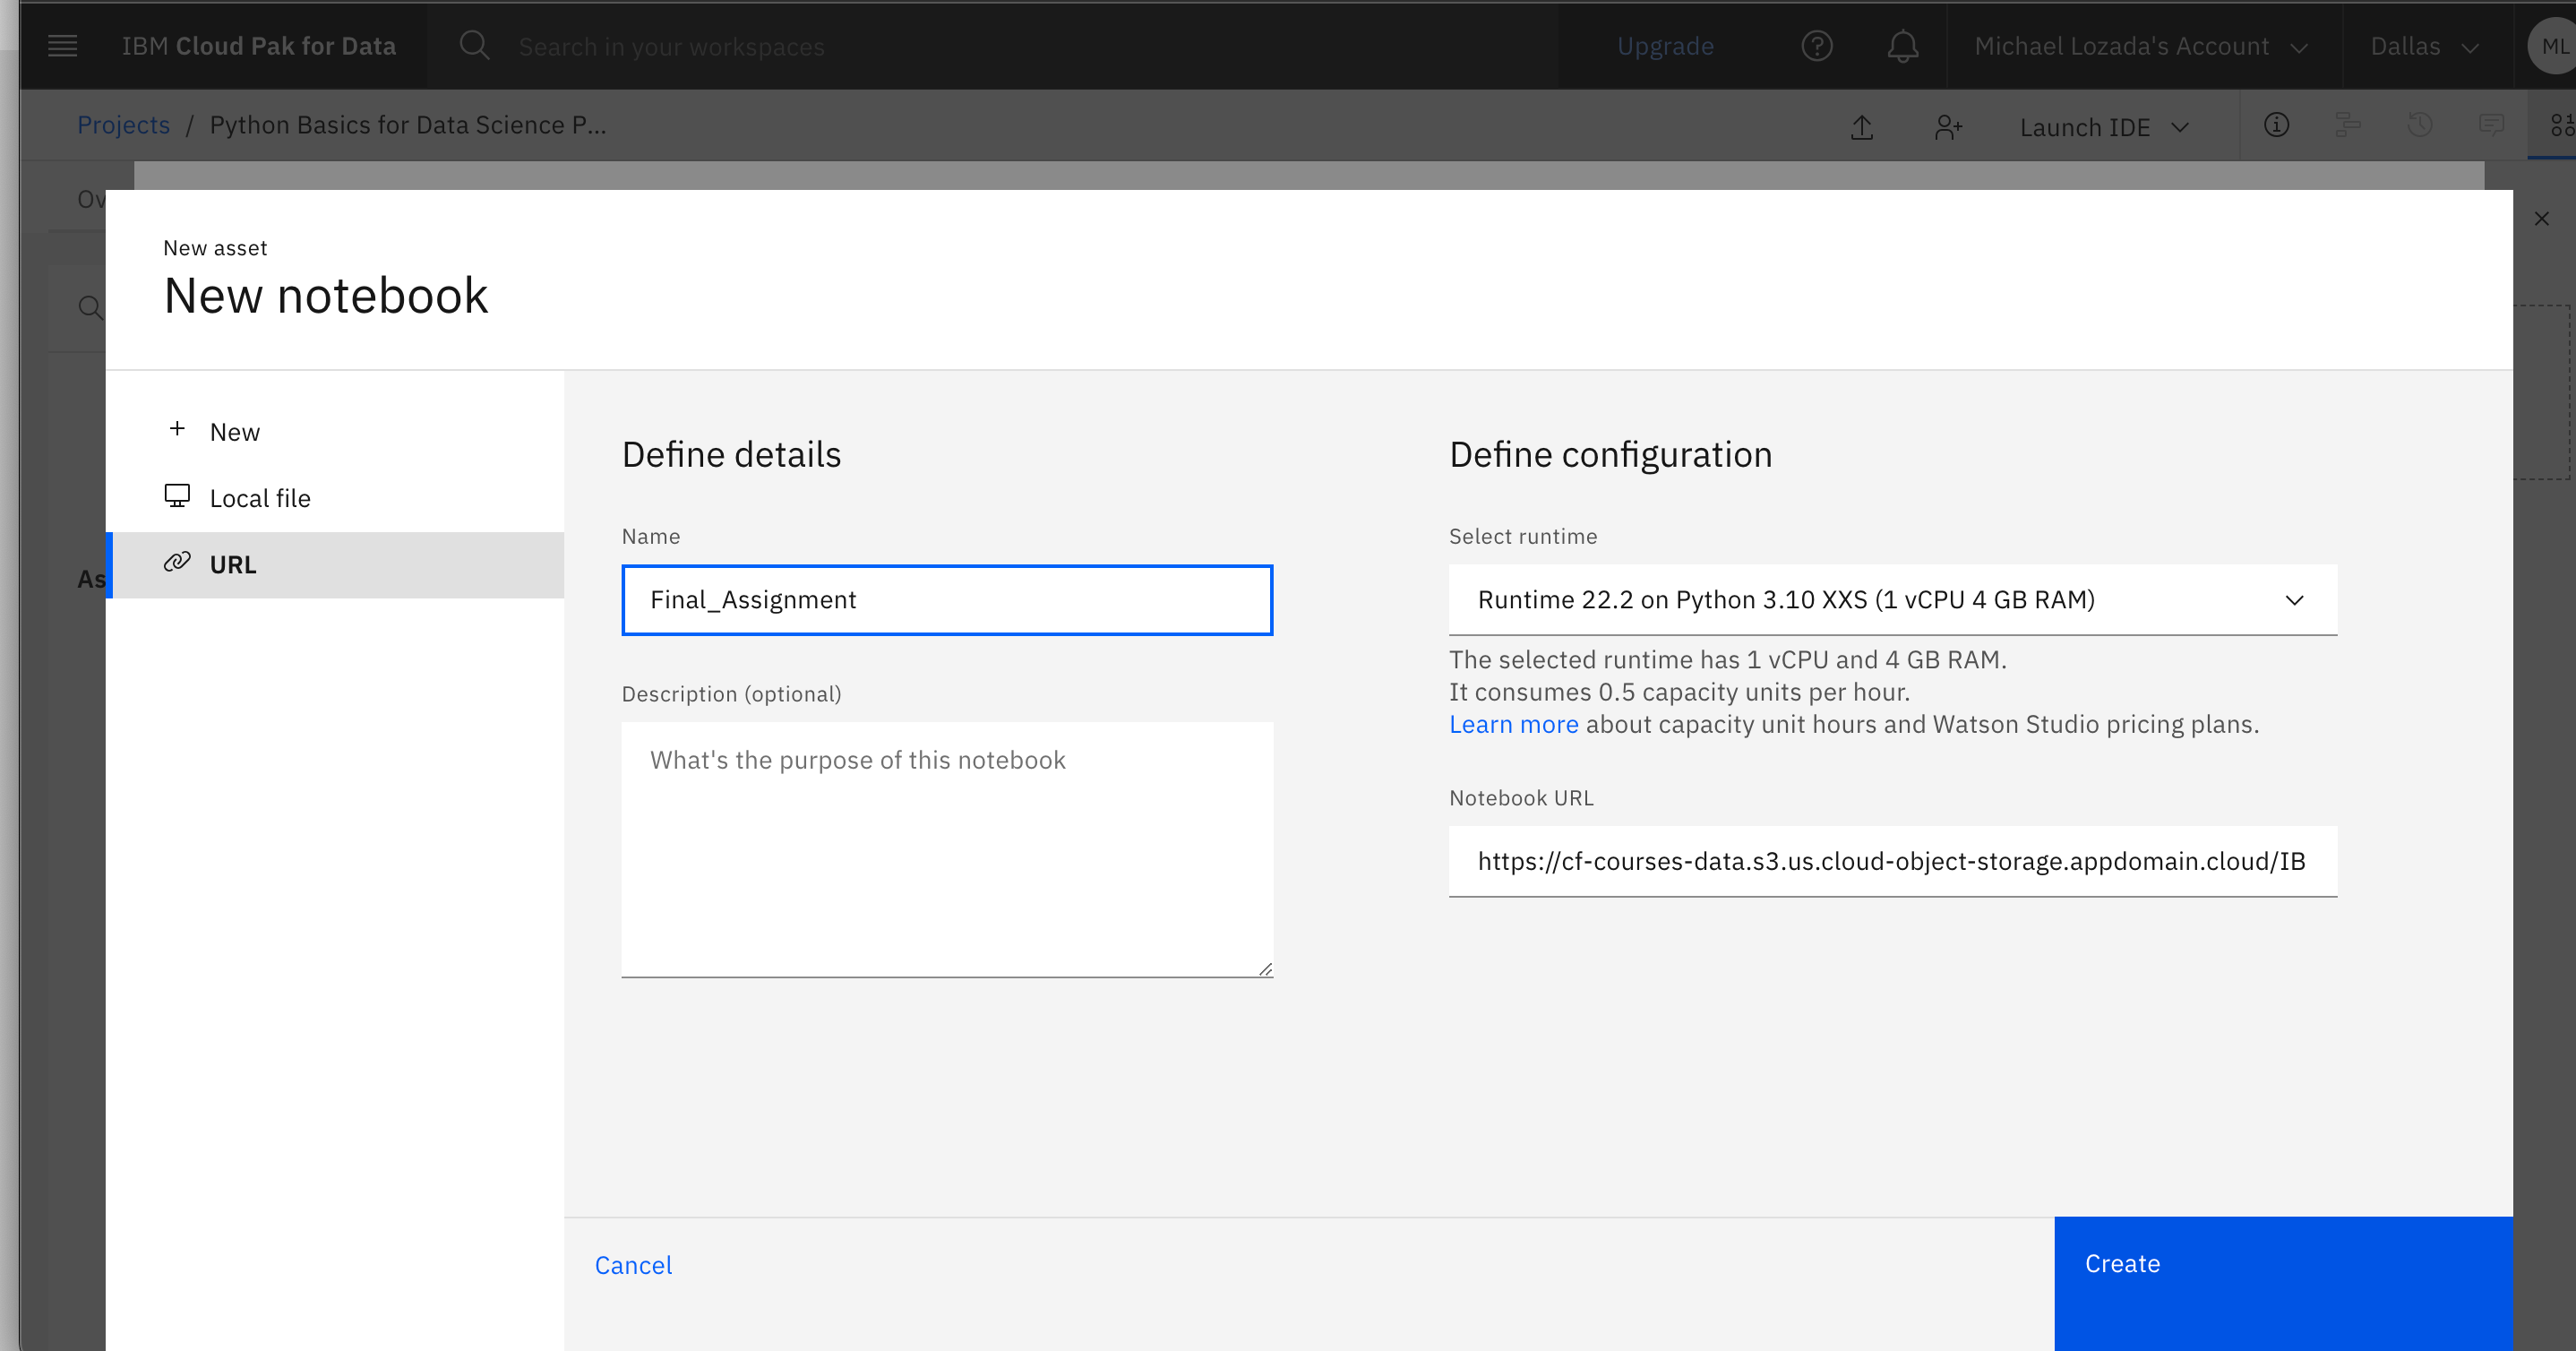 IBM Cloud Pak for Data
Search in your workspaces
Upgrade
Michael Lozada's Account
Dallas
ML
Projects / Python Basics for Data Science P...
Launch IDE
Ov
New asset
New notebook
New
Local file
URL
As
Define details
Name
Final_Assignment
Description (optional)
What's the purpose of this notebook
Define configuration
Select runtime
Runtime 22.2 on Python 3.10 XXS (1 vCPU 4 GB RAM)
The selected runtime has 1 vCPU and 4 GB RAM.
It consumes 0.5 capacity units per hour.
Learn more about capacity unit hours and Watson Studio pricing plans.
Notebook URL
https://cf-courses-data.s3.us.cloud-object-storage.appdomain.cloud/IB
Cancel
Create